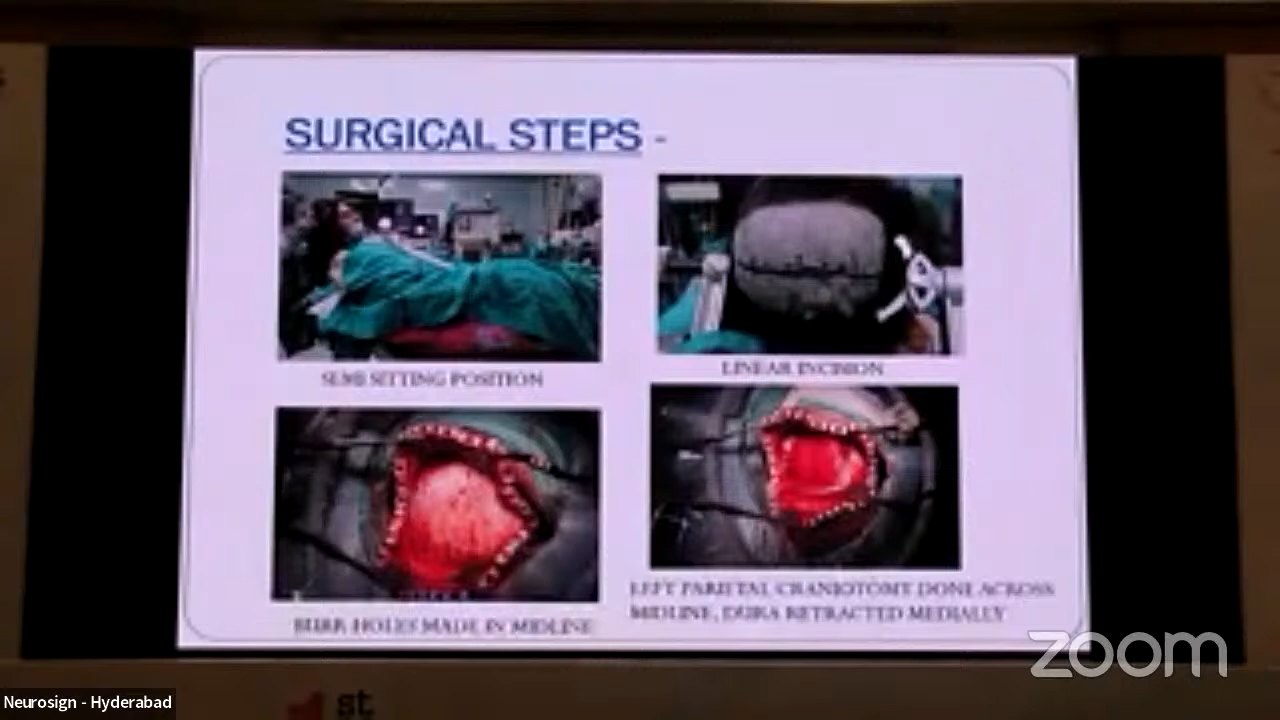 SURGICAL STEPS -
SEMI SITTING POSITION
LINEAR INCISION
BURR HOLES MADE IN MIDLINE
LEFT PARIETAL CRANIOTOMY DONE ACROSS
MIDLINE, DURA RETRACTED MEDIALLY
zoom
Neurosign - Hyderabad
st